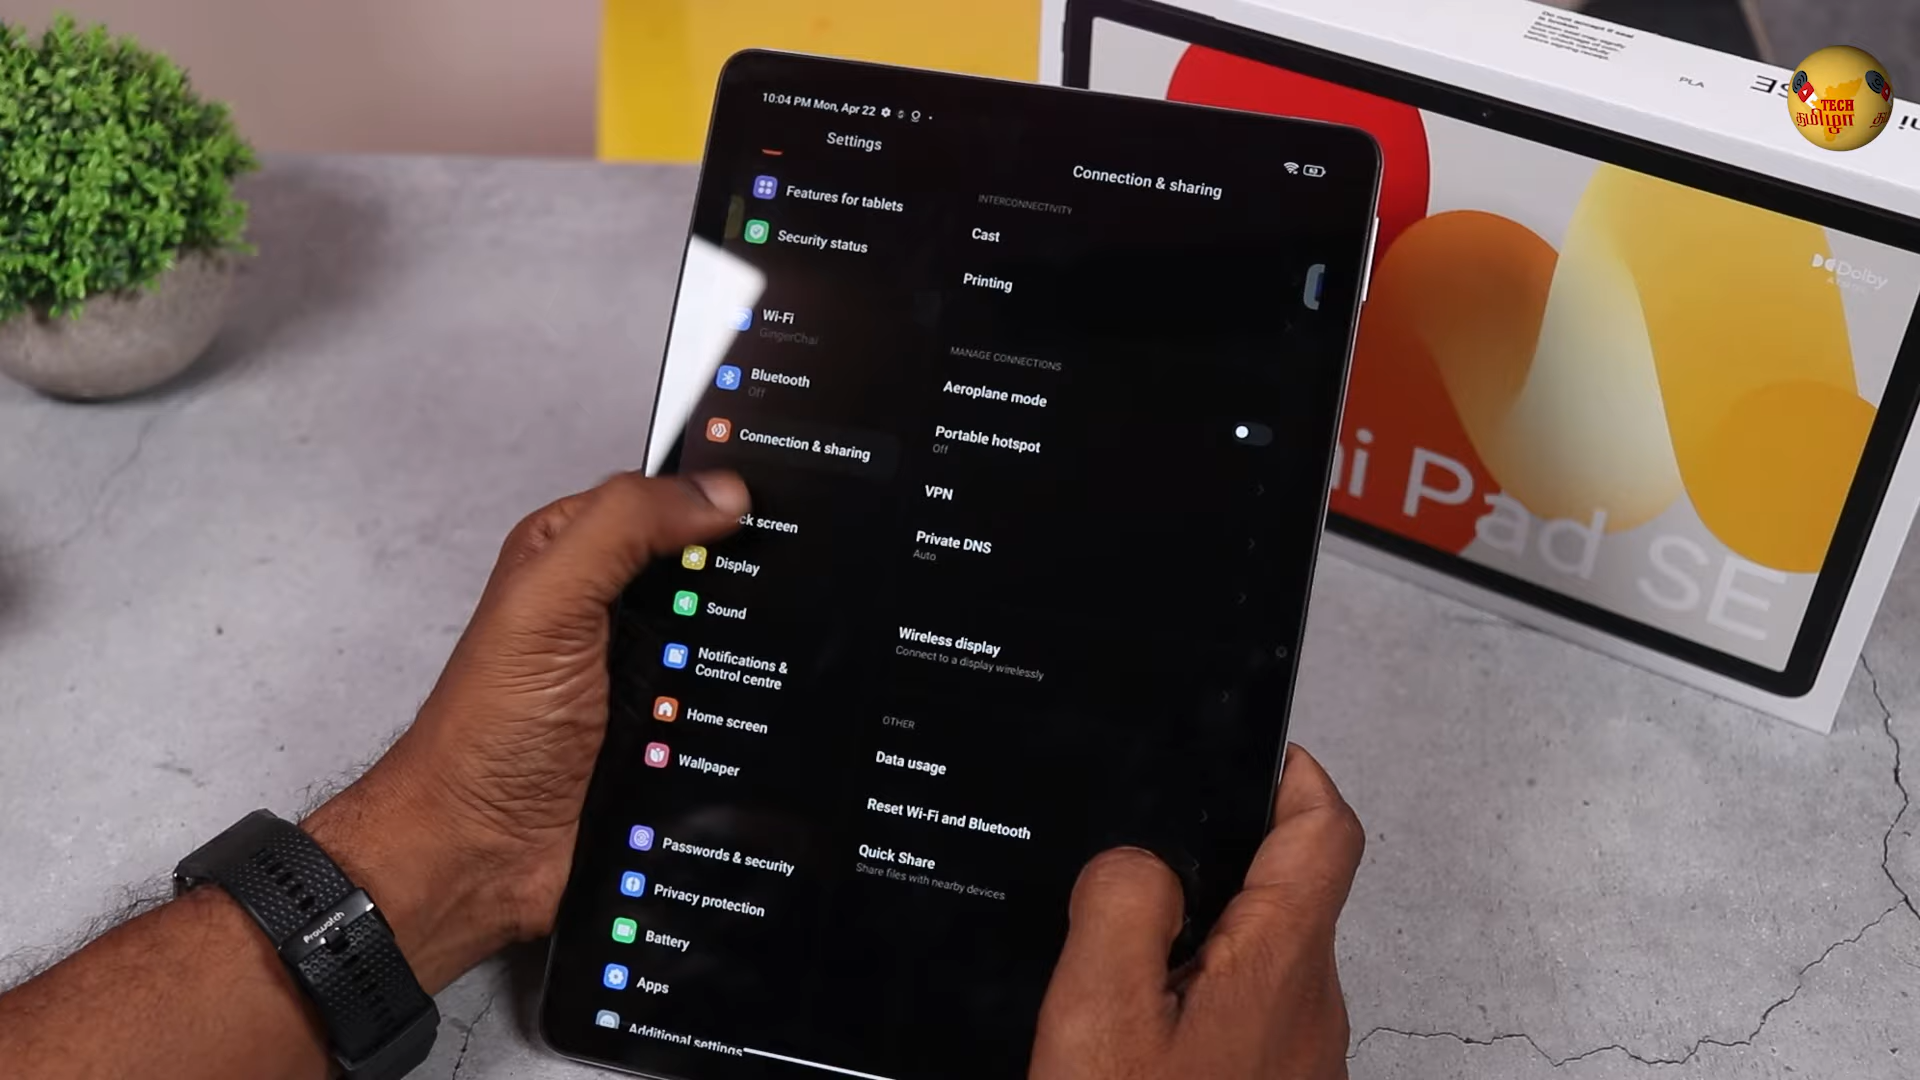 10:04 PM Mon, Apr 22
Settings
Features for tablets
Security status
Wi-Fi
GingerChai
Bluetooth
Off
Connection & sharing
screen
Display
Sound
Notifications &
Control centre
Home screen
Wallpaper
Passwords & security
Privacy protection
Battery
Apps
Additional settings
Connection & sharing
INTERCONNECTIVITY
Cast
Printing
MANAGE CONNECTIONS
Aeroplane mode
Portable hotspot
Off
VPN
Private DNS
Auto
Wireless display
Connect to a display wirelessly
OTHER
Data usage
Reset Wi-Fi and Bluetooth
Quick Share
Share files with nearby devices
Pad SE
Dolby
SE
TECH
தமிழா
Prowatch